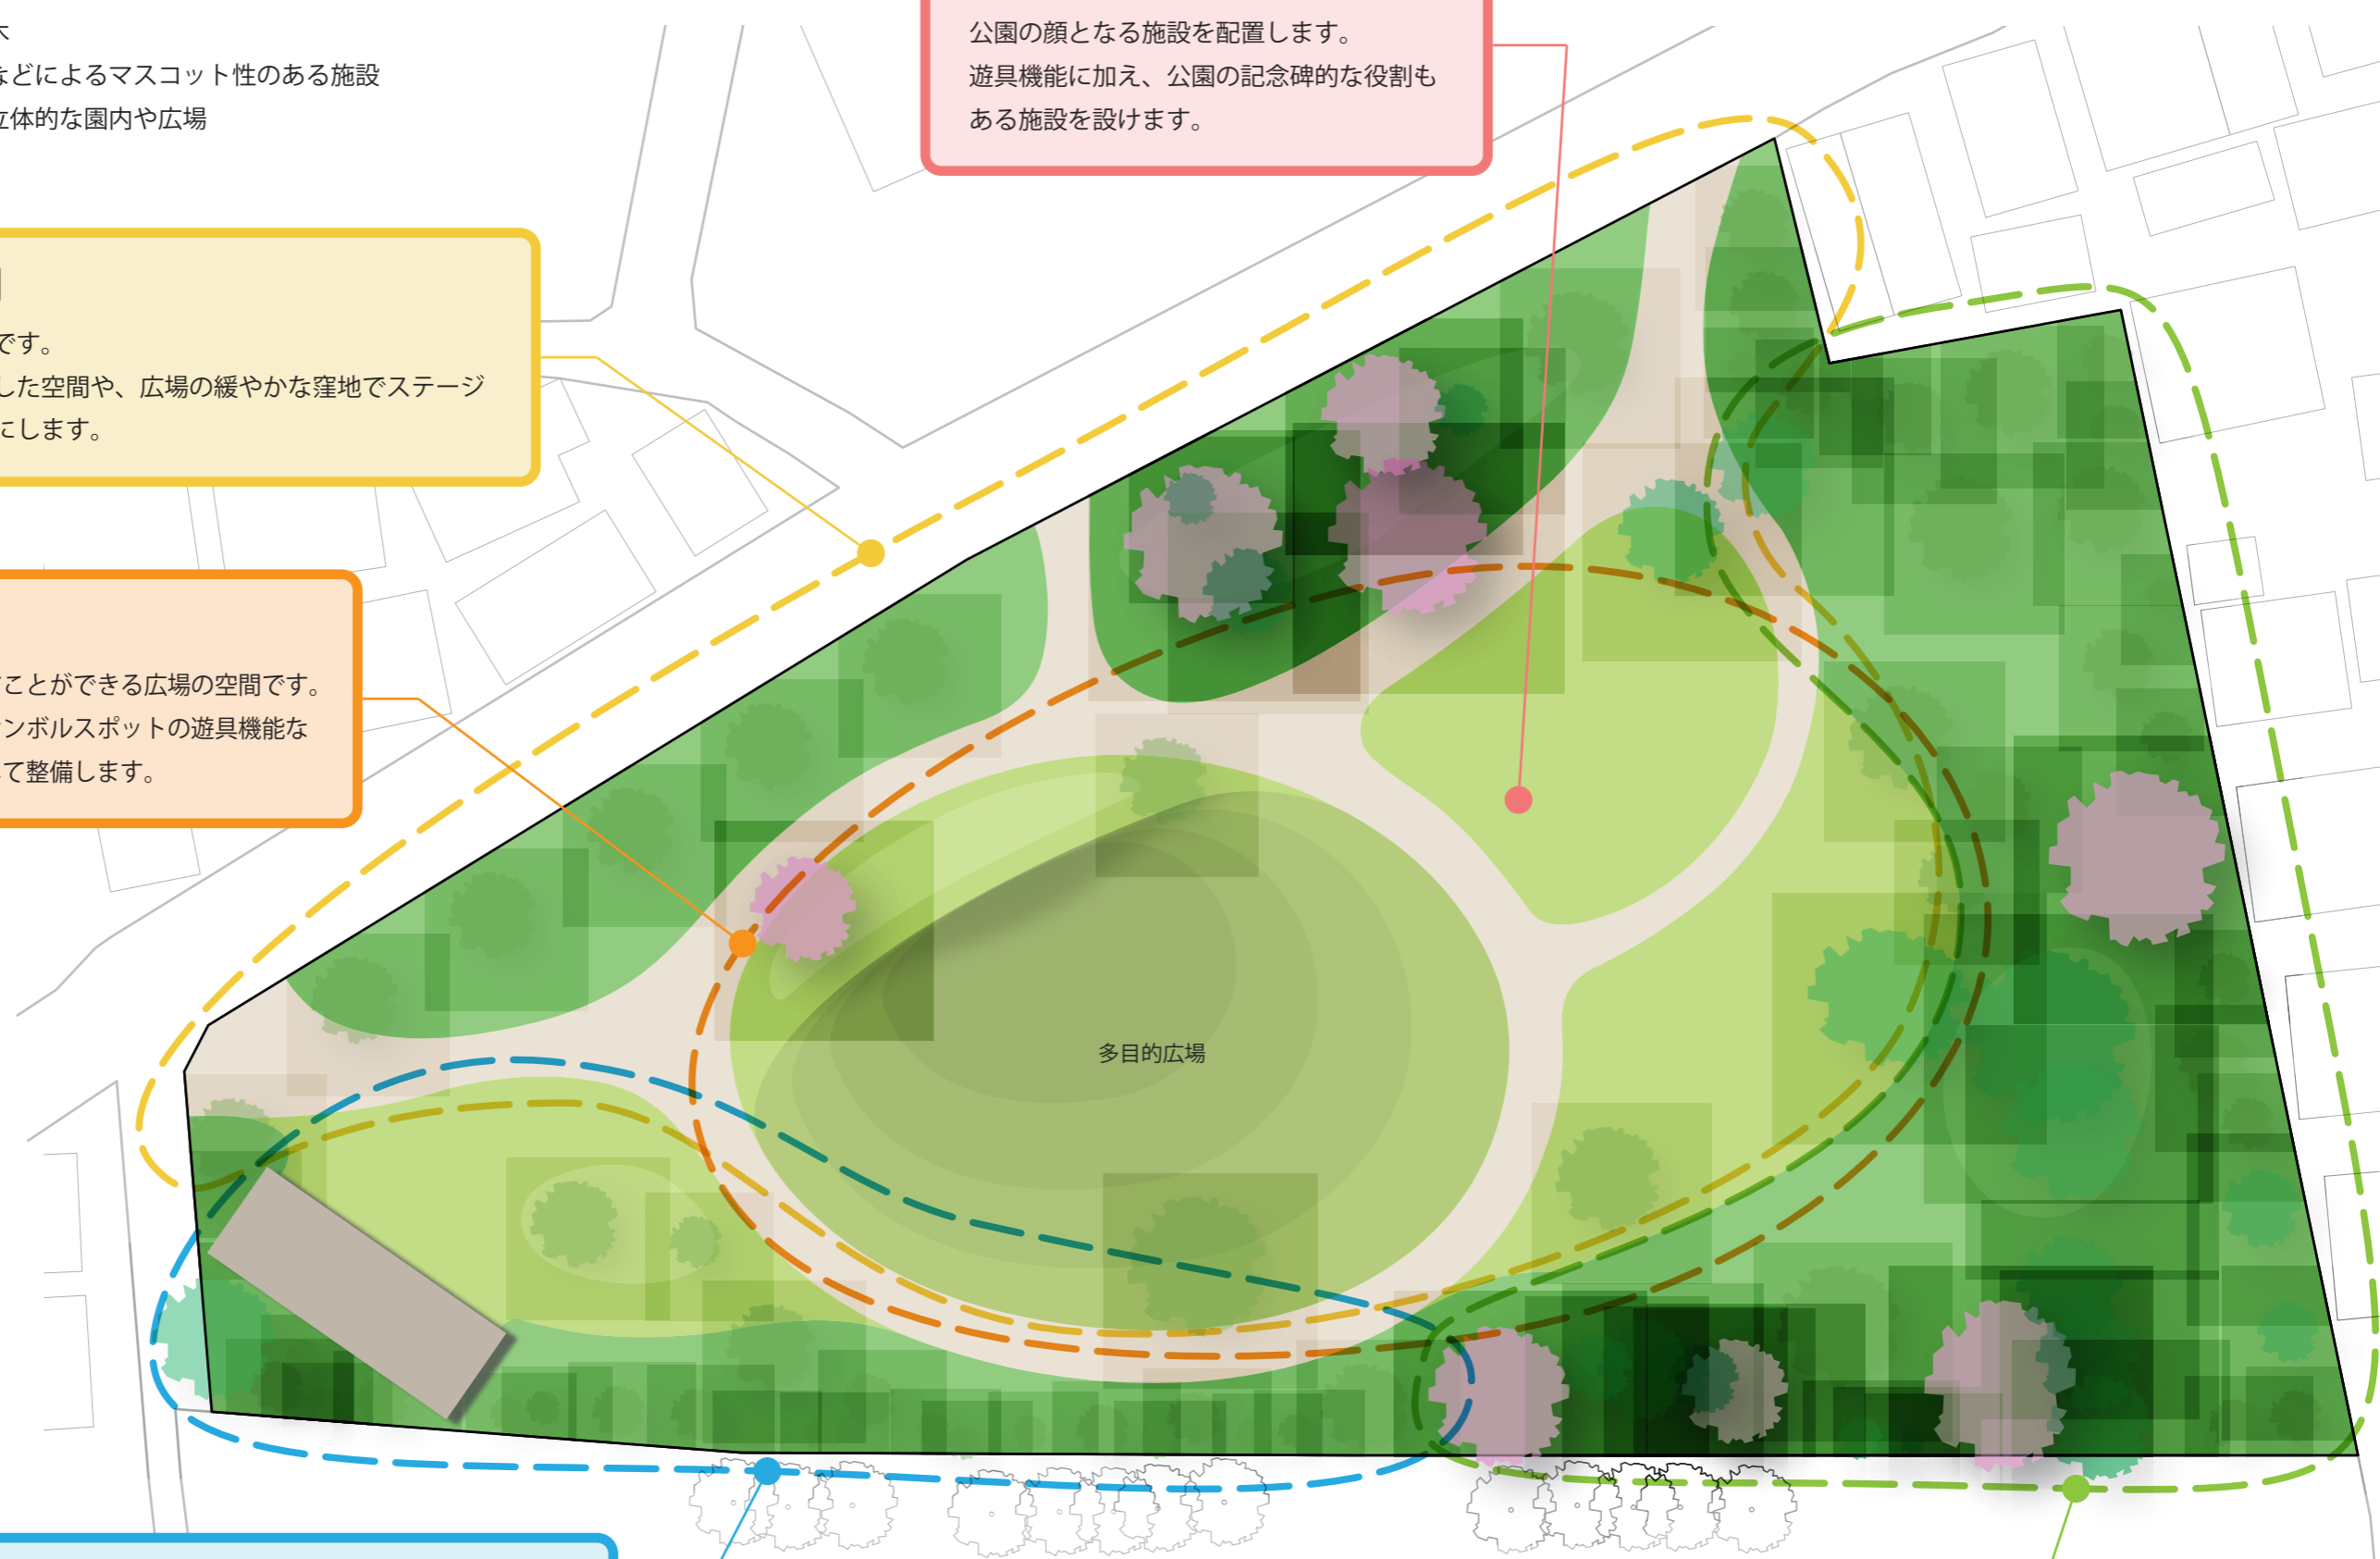 などによるマスコット性のある施設
立体的な園内や広場
公園の顔となる施設を配置します。
遊具機能に加え、公園の記念碑的な役割も
ある施設を設けます。
です。
した空間や、広場の緩やかな窪地でステージ
にします。
ことができる広場の空間です。
ンボルスポットの遊具機能な
て整備します。
多目的広場